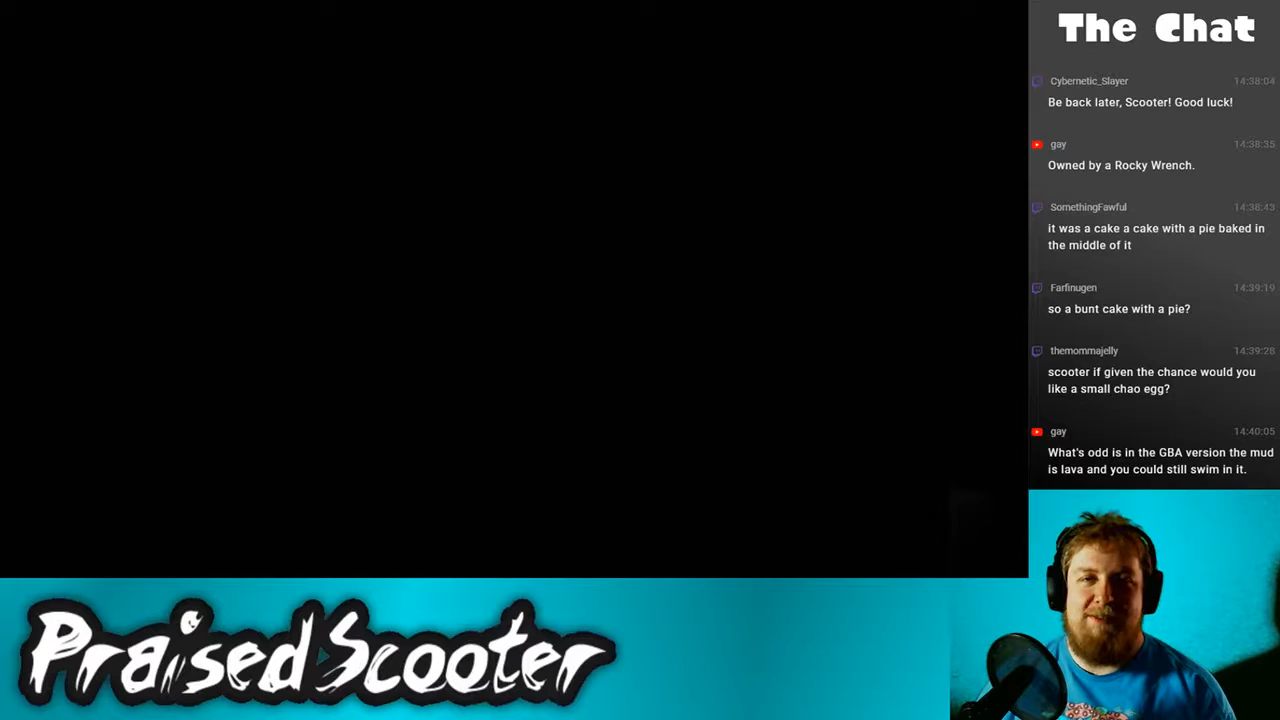 The Chat
Cybernetic_Slayer 14:38:04
Be back later, Scooter! Good luck!
gay 14:38:35
Owned by a Rocky Wrench.
SomethingFawful 14:38:43
it was a cake a cake with a pie baked in
the middle of it
Farfinugen 14:39:19
so a bunt cake with a pie?
themommajelly 14:39:28
scooter if given the chance would you
like a small chao egg?
gay 14:40:05
What's odd is in the GBA version the mud
is lava and you could still swim in it.
PraisedScooter